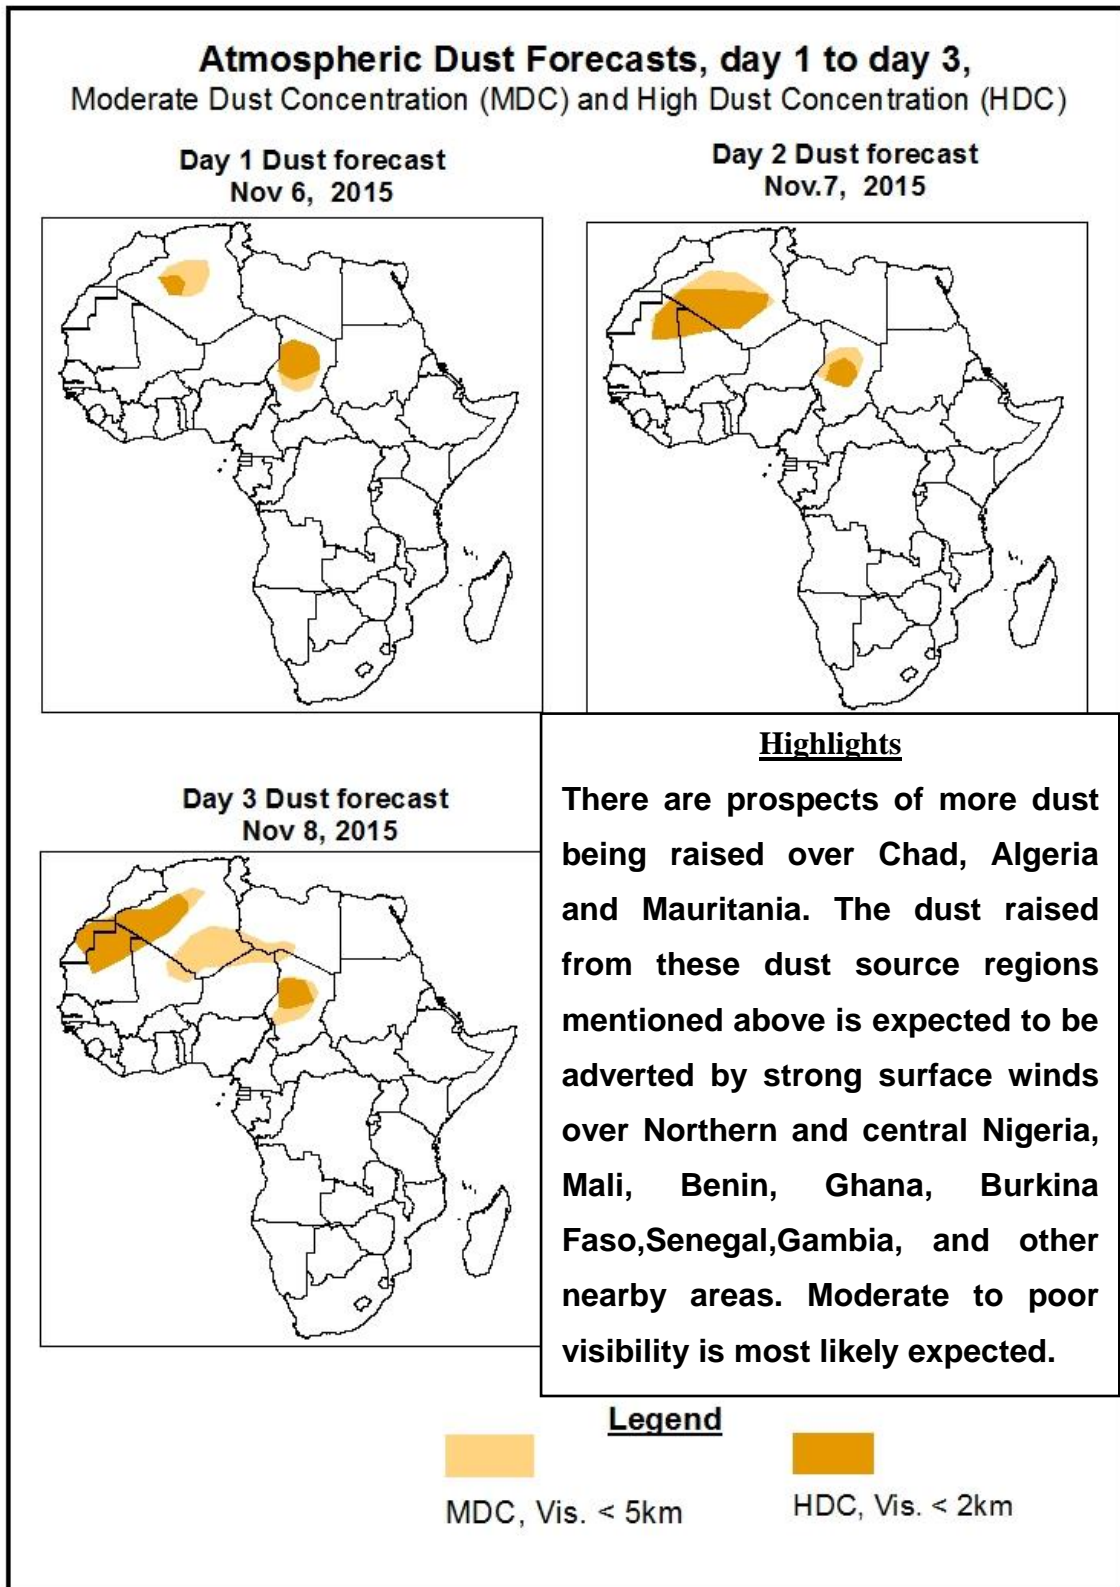 Atmospheric Dust Forecasts, day 1 to day 3,
Moderate Dust Concentration (MDC) and High Dust Concentration (HDC)
Day 1 Dust forecast
Nov 6, 2015
Day 2 Dust forecast
Nov.7, 2015
Day 3 Dust forecast
Nov 8, 2015
Highlights
There are prospects of more dust
being raised over Chad, Algeria
and Mauritania. The dust raised
from these dust source regions
mentioned above is expected to be
adverted by strong surface winds
over Northern and central Nigeria,
Mali, Benin, Ghana, Burkina
Faso,Senegal,Gambia, and other
nearby areas. Moderate to poor
visibility is most likely expected.
Legend
MDC, Vis. < 5km
HDC, Vis. < 2km